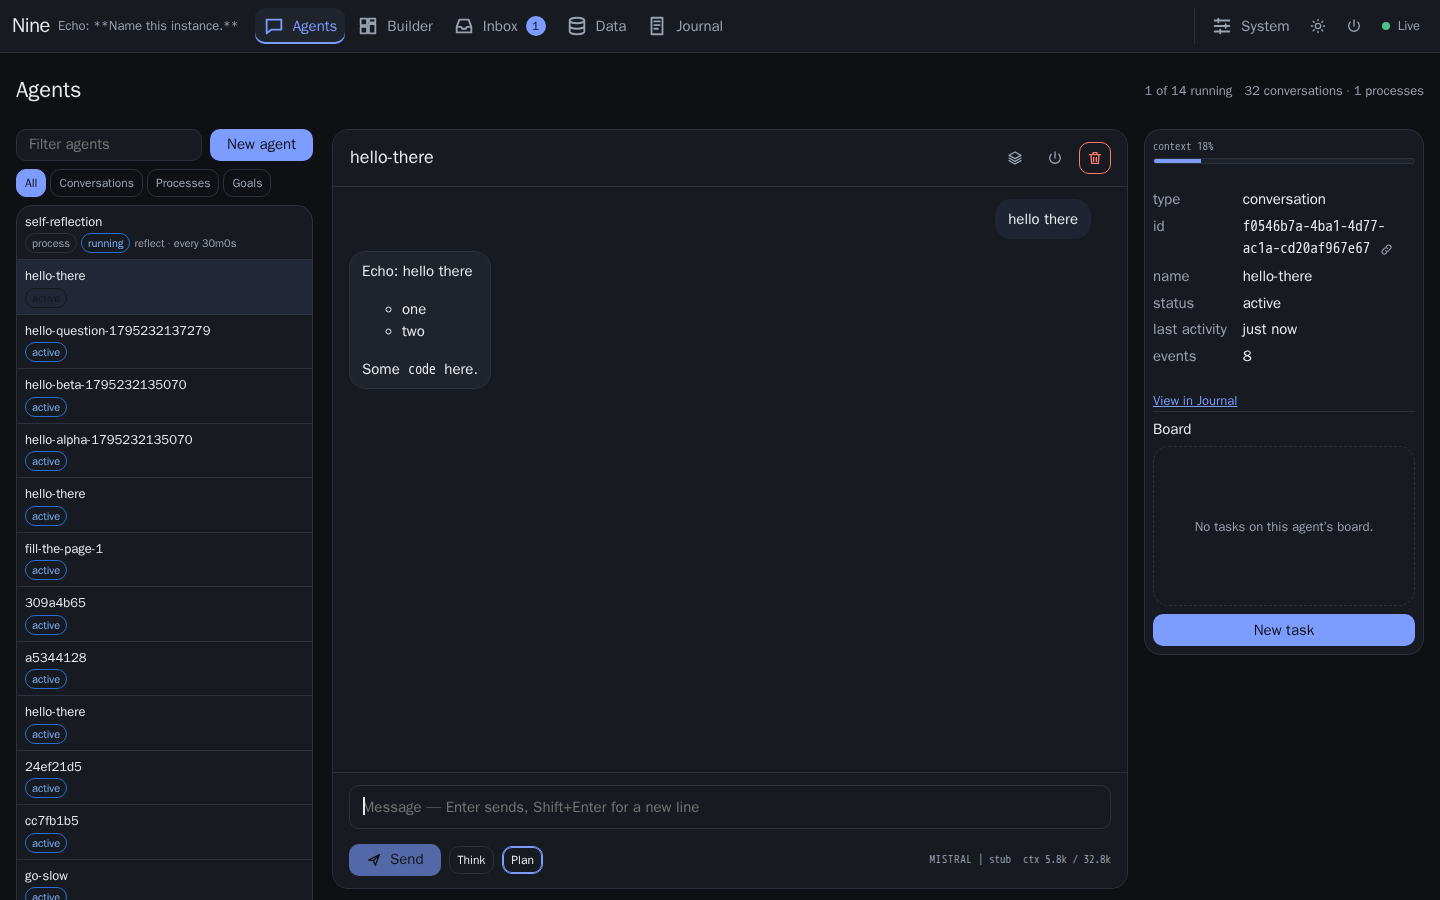 Nine Echo: **Name this instance.** Agents Builder Inbox 1 Data Journal System Live
Agents
1 of 14 running 32 conversations · 1 processes
Filter agents New agent
All Conversations Processes Goals
self-reflection
process running reflect · every 30m0s
hello-there
active
hello-question-1795232137279
active
hello-beta-1795232135070
active
hello-alpha-1795232135070
active
hello-there
active
fill-the-page-1
active
309a4b65
active
a5344128
active
hello-there
active
24ef21d5
active
cc7fb1b5
active
go-slow
active
hello-there
hello there
Echo: hello there
one
two
Some code here.
Message — Enter sends, Shift+Enter for a new line
Send Think Plan MISTRAL | stub ctx 5.8k / 32.8k
context 18%
type conversation
id f0546b7a-4ba1-4d77-
ac1a-cd20af967e67
name hello-there
status active
last activity just now
events 8
View in Journal
Board
No tasks on this agent's board.
New task